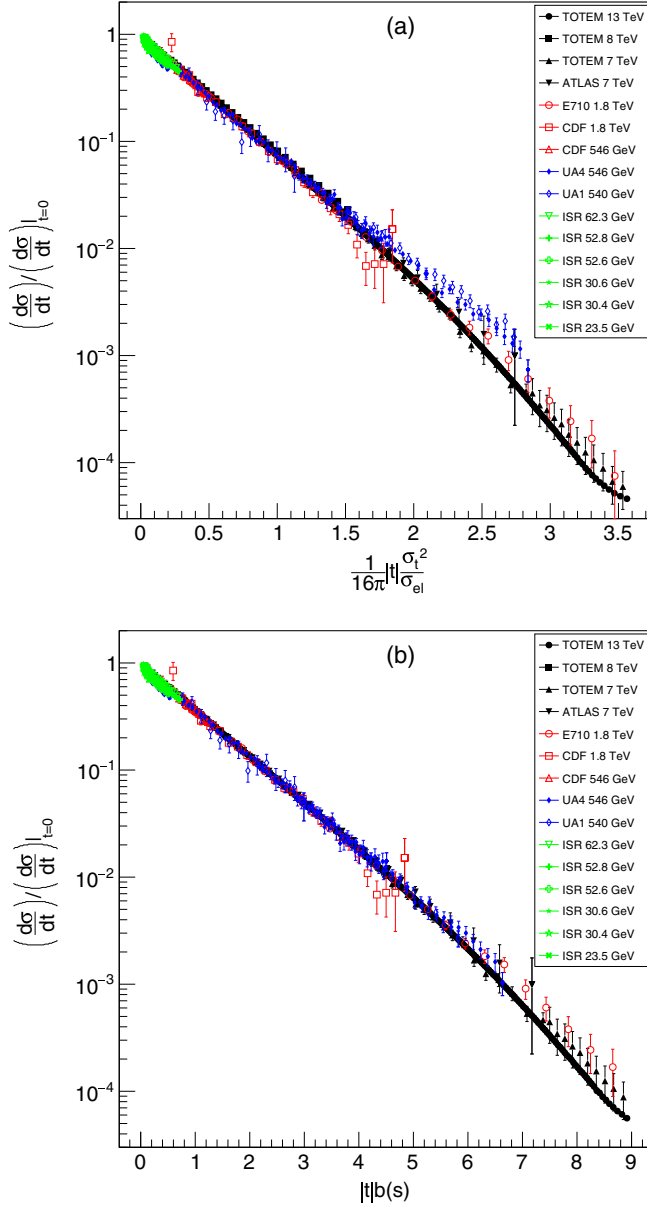 (a)
TOTEM 13 TeV
TOTEM 8 TeV
TOTEM 7 TeV
ATLAS 7 TeV
E710 1.8 TeV
CDF 1.8 TeV
CDF 546 GeV
UA4 546 GeV
UA1 540 GeV
ISR 62.3 GeV
ISR 52.8 GeV
ISR 52.6 GeV
ISR 30.6 GeV
ISR 30.4 GeV
ISR 23.5 GeV
1
10⁻¹
10⁻²
10⁻³
10⁻⁴
(dσ/dt)/(dσ/dt)|t=0
0 0.5 1 1.5 2 2.5 3 3.5
1/16π |t| σt²/σel
(b)
TOTEM 13 TeV
TOTEM 8 TeV
TOTEM 7 TeV
ATLAS 7 TeV
E710 1.8 TeV
CDF 1.8 TeV
CDF 546 GeV
UA4 546 GeV
UA1 540 GeV
ISR 62.3 GeV
ISR 52.8 GeV
ISR 52.6 GeV
ISR 30.6 GeV
ISR 30.4 GeV
ISR 23.5 GeV
1
10⁻¹
10⁻²
10⁻³
10⁻⁴
(dσ/dt)/(dσ/dt)|t=0
0 1 2 3 4 5 6 7 8 9
|t|b(s)